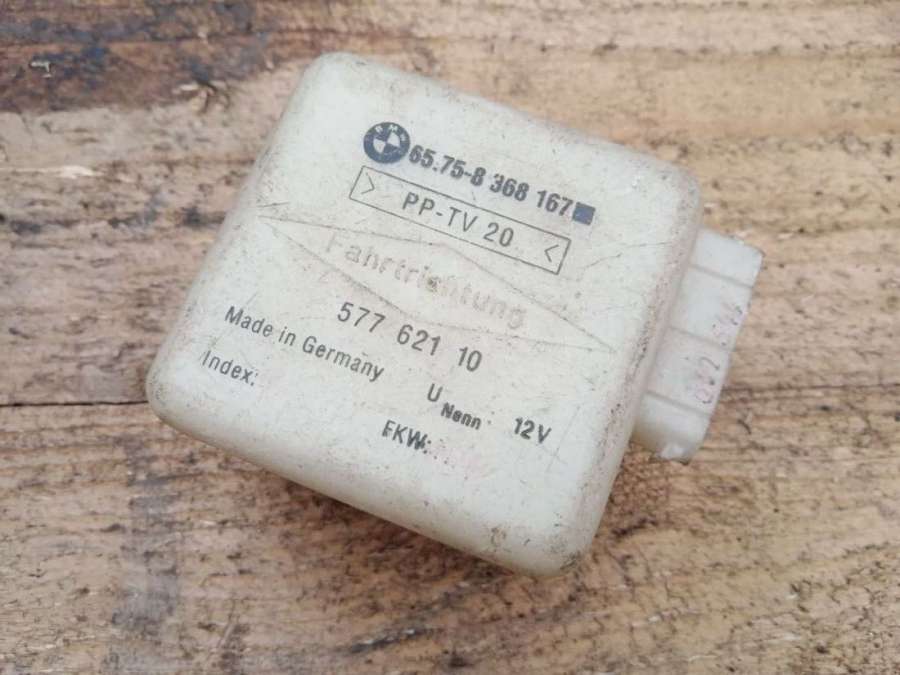 BMW 65.75-8 368 167
> PP-TV 20 <
Fahrtrichtung
577 621 10
Made in Germany
U Nenn. 12V
Index:
FKW: